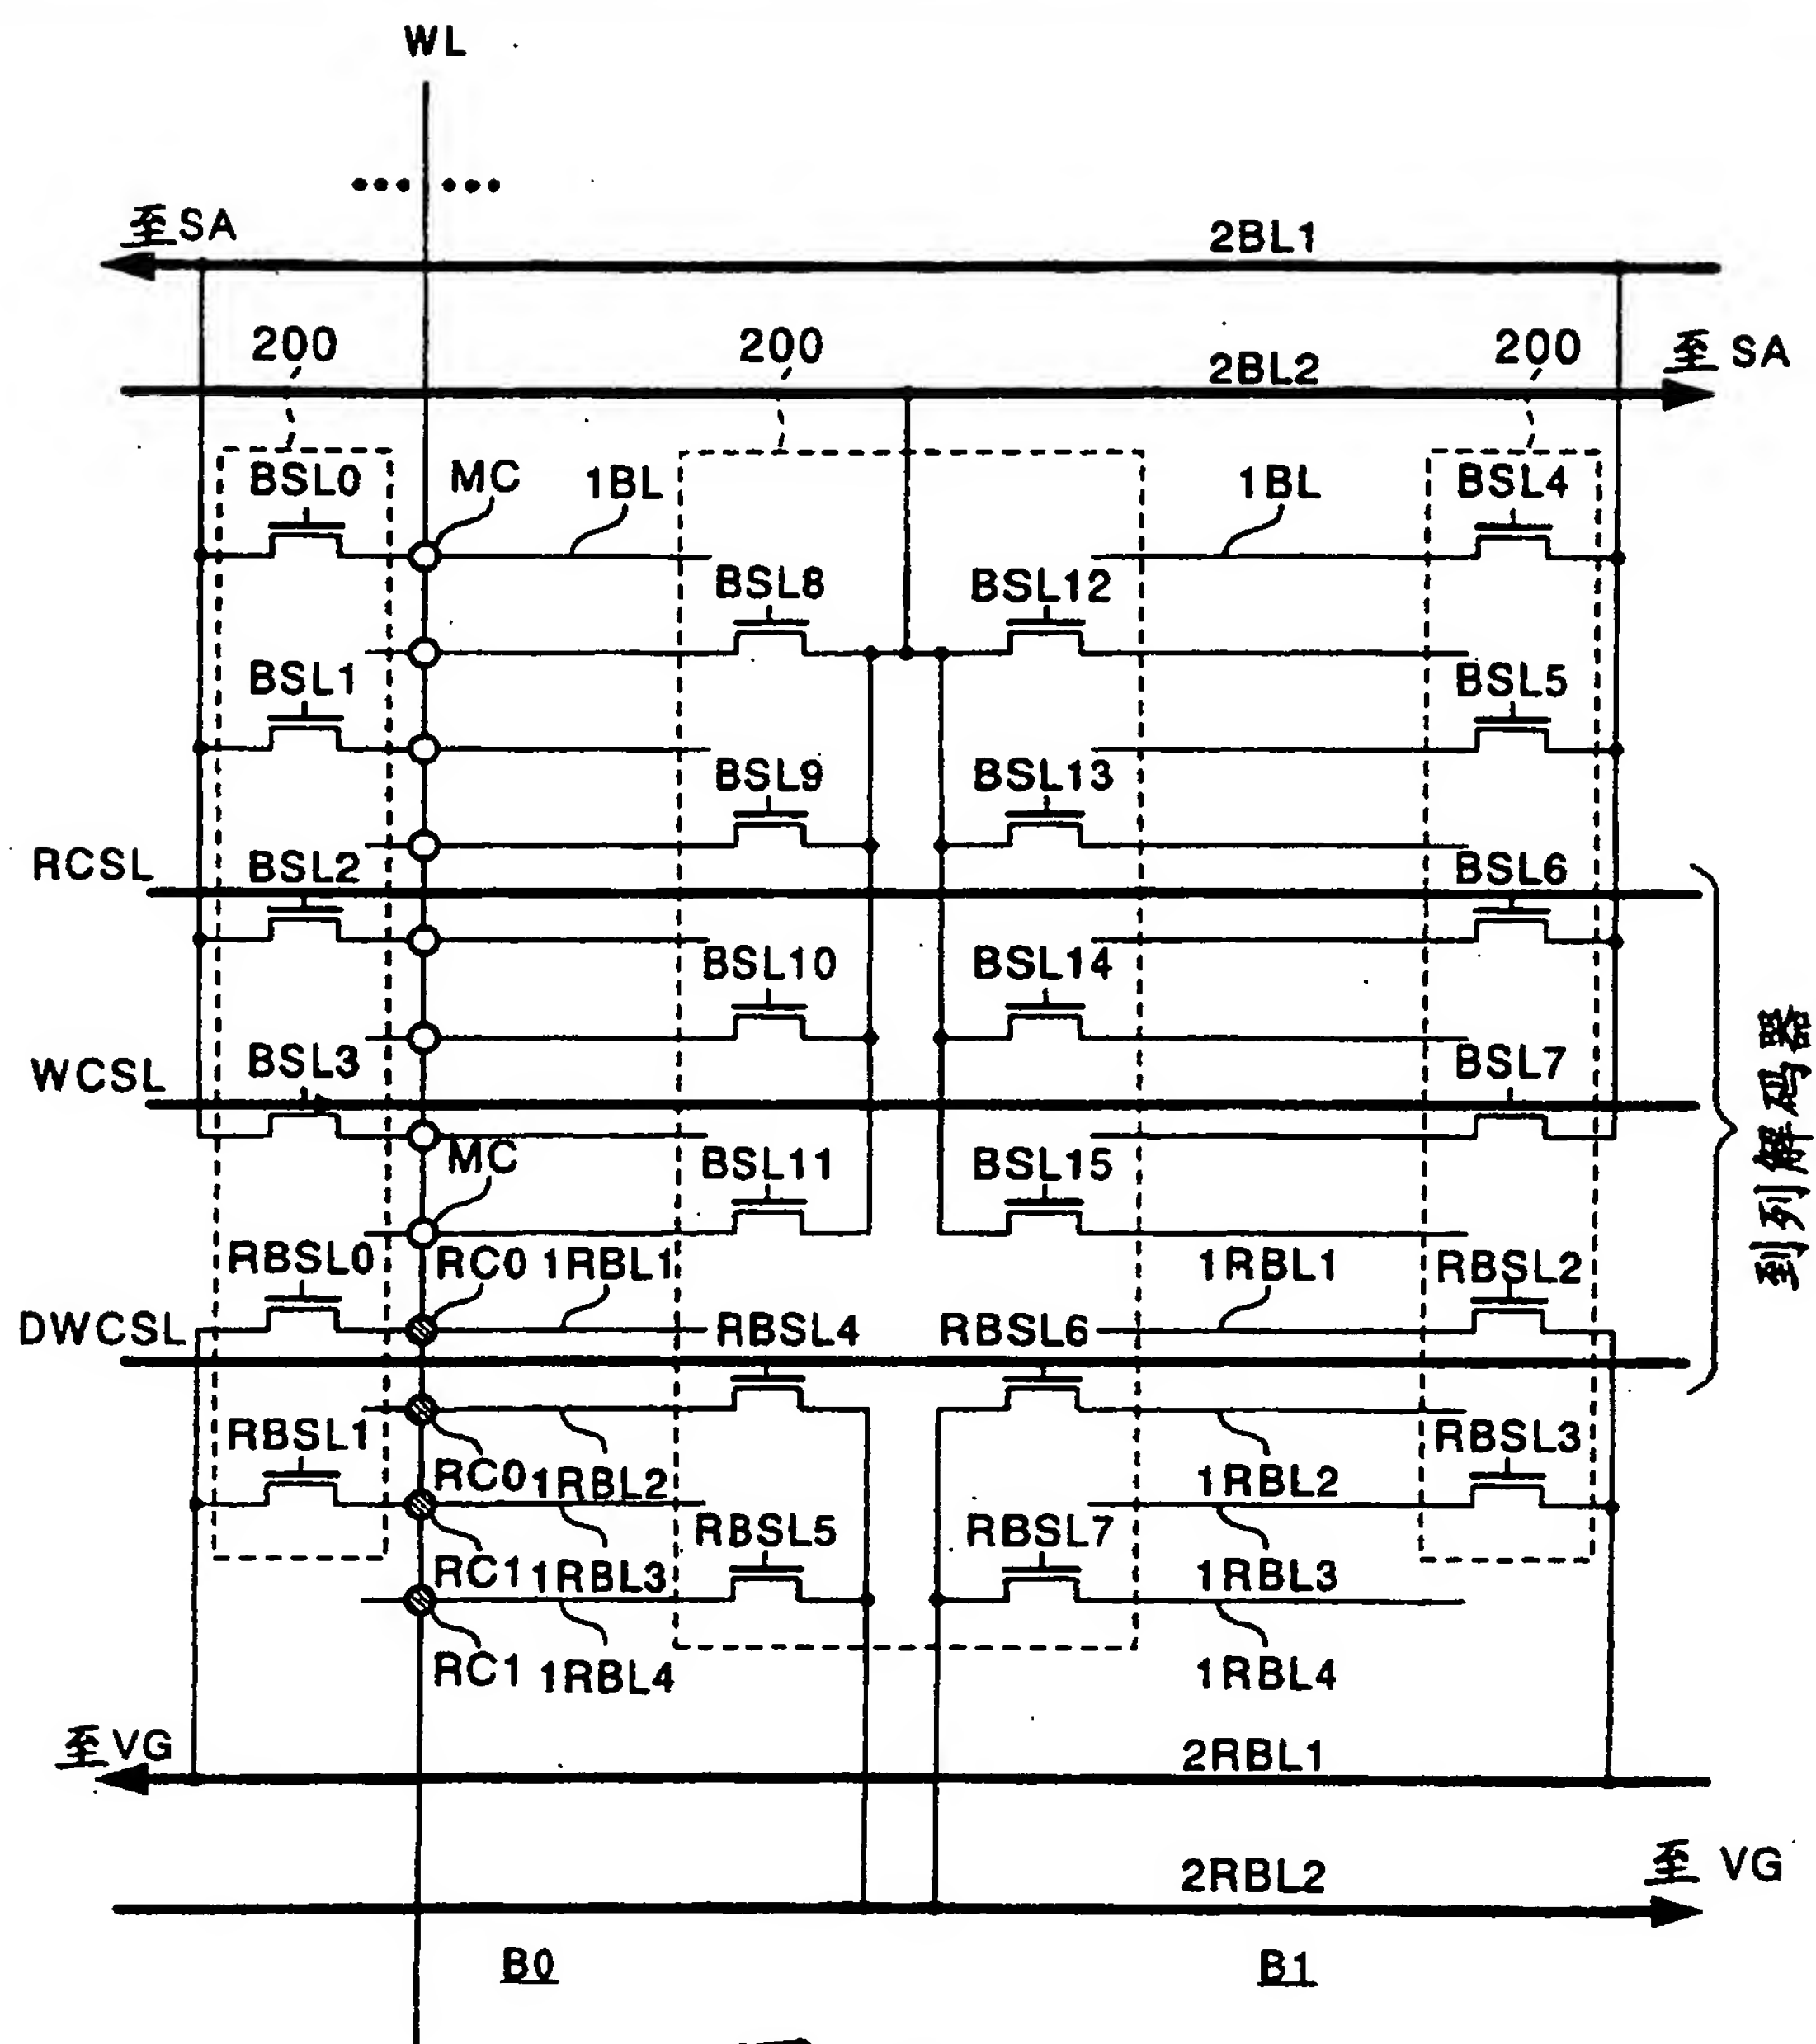 WL
至SA
2BL1
200
200
200
至 SA
2BL2
BSL0
MC
1BL
1BL
BSL4
BSL8
BSL12
BSL1
BSL5
BSL9
BSL13
RCSL
BSL2
BSL6
BSL10
BSL14
WCSL
BSL3
BSL7
MC
BSL11
BSL15
到列解码器
RBSL0
RC0
1RBL1
1RBL1
RBSL2
DWCSL
RBSL4
RBSL6
RBSL1
RC0
1RBL2
1RBL2
RBSL3
RBSL5
RBSL7
RC1
1RBL3
1RBL3
RC1
1RBL4
1RBL4
至VG
2RBL1
2RBL2
至 VG
B0
B1